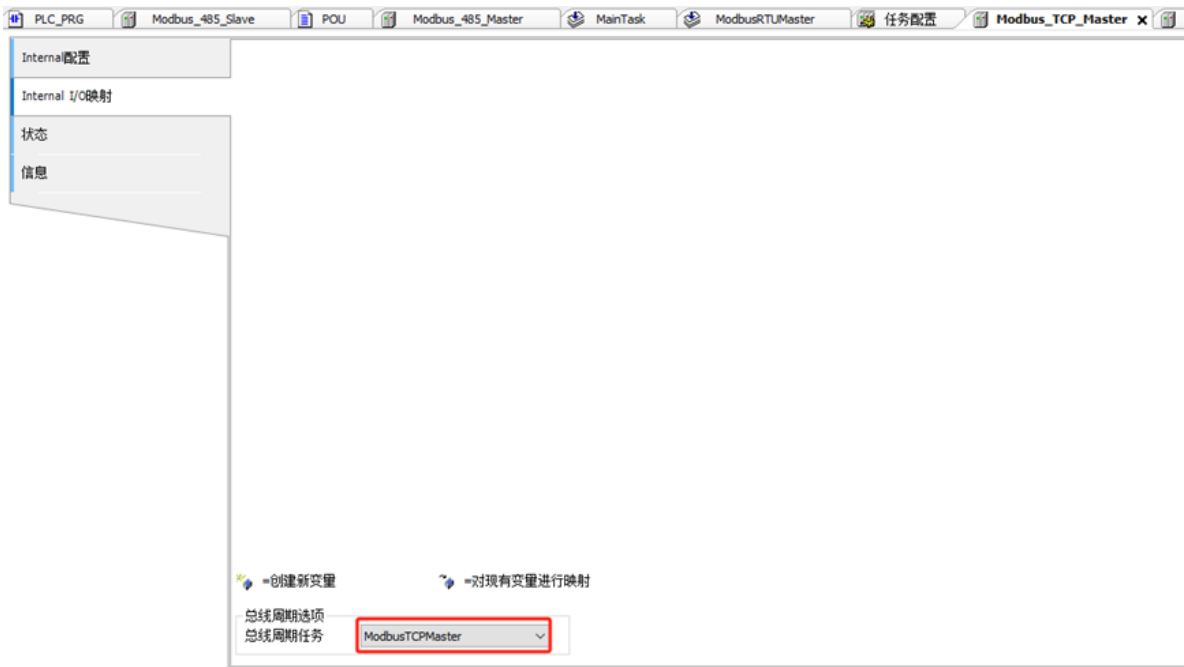 PLC_PRG Modbus_485_Slave POU Modbus_485_Master MainTask ModbusRTUMaster 任务配置 Modbus_TCP_Master
Internal配置
Internal I/O映射
状态
信息
=创建新变量 =对现有变量进行映射
总线周期选项
总线周期任务 ModbusTCPMaster